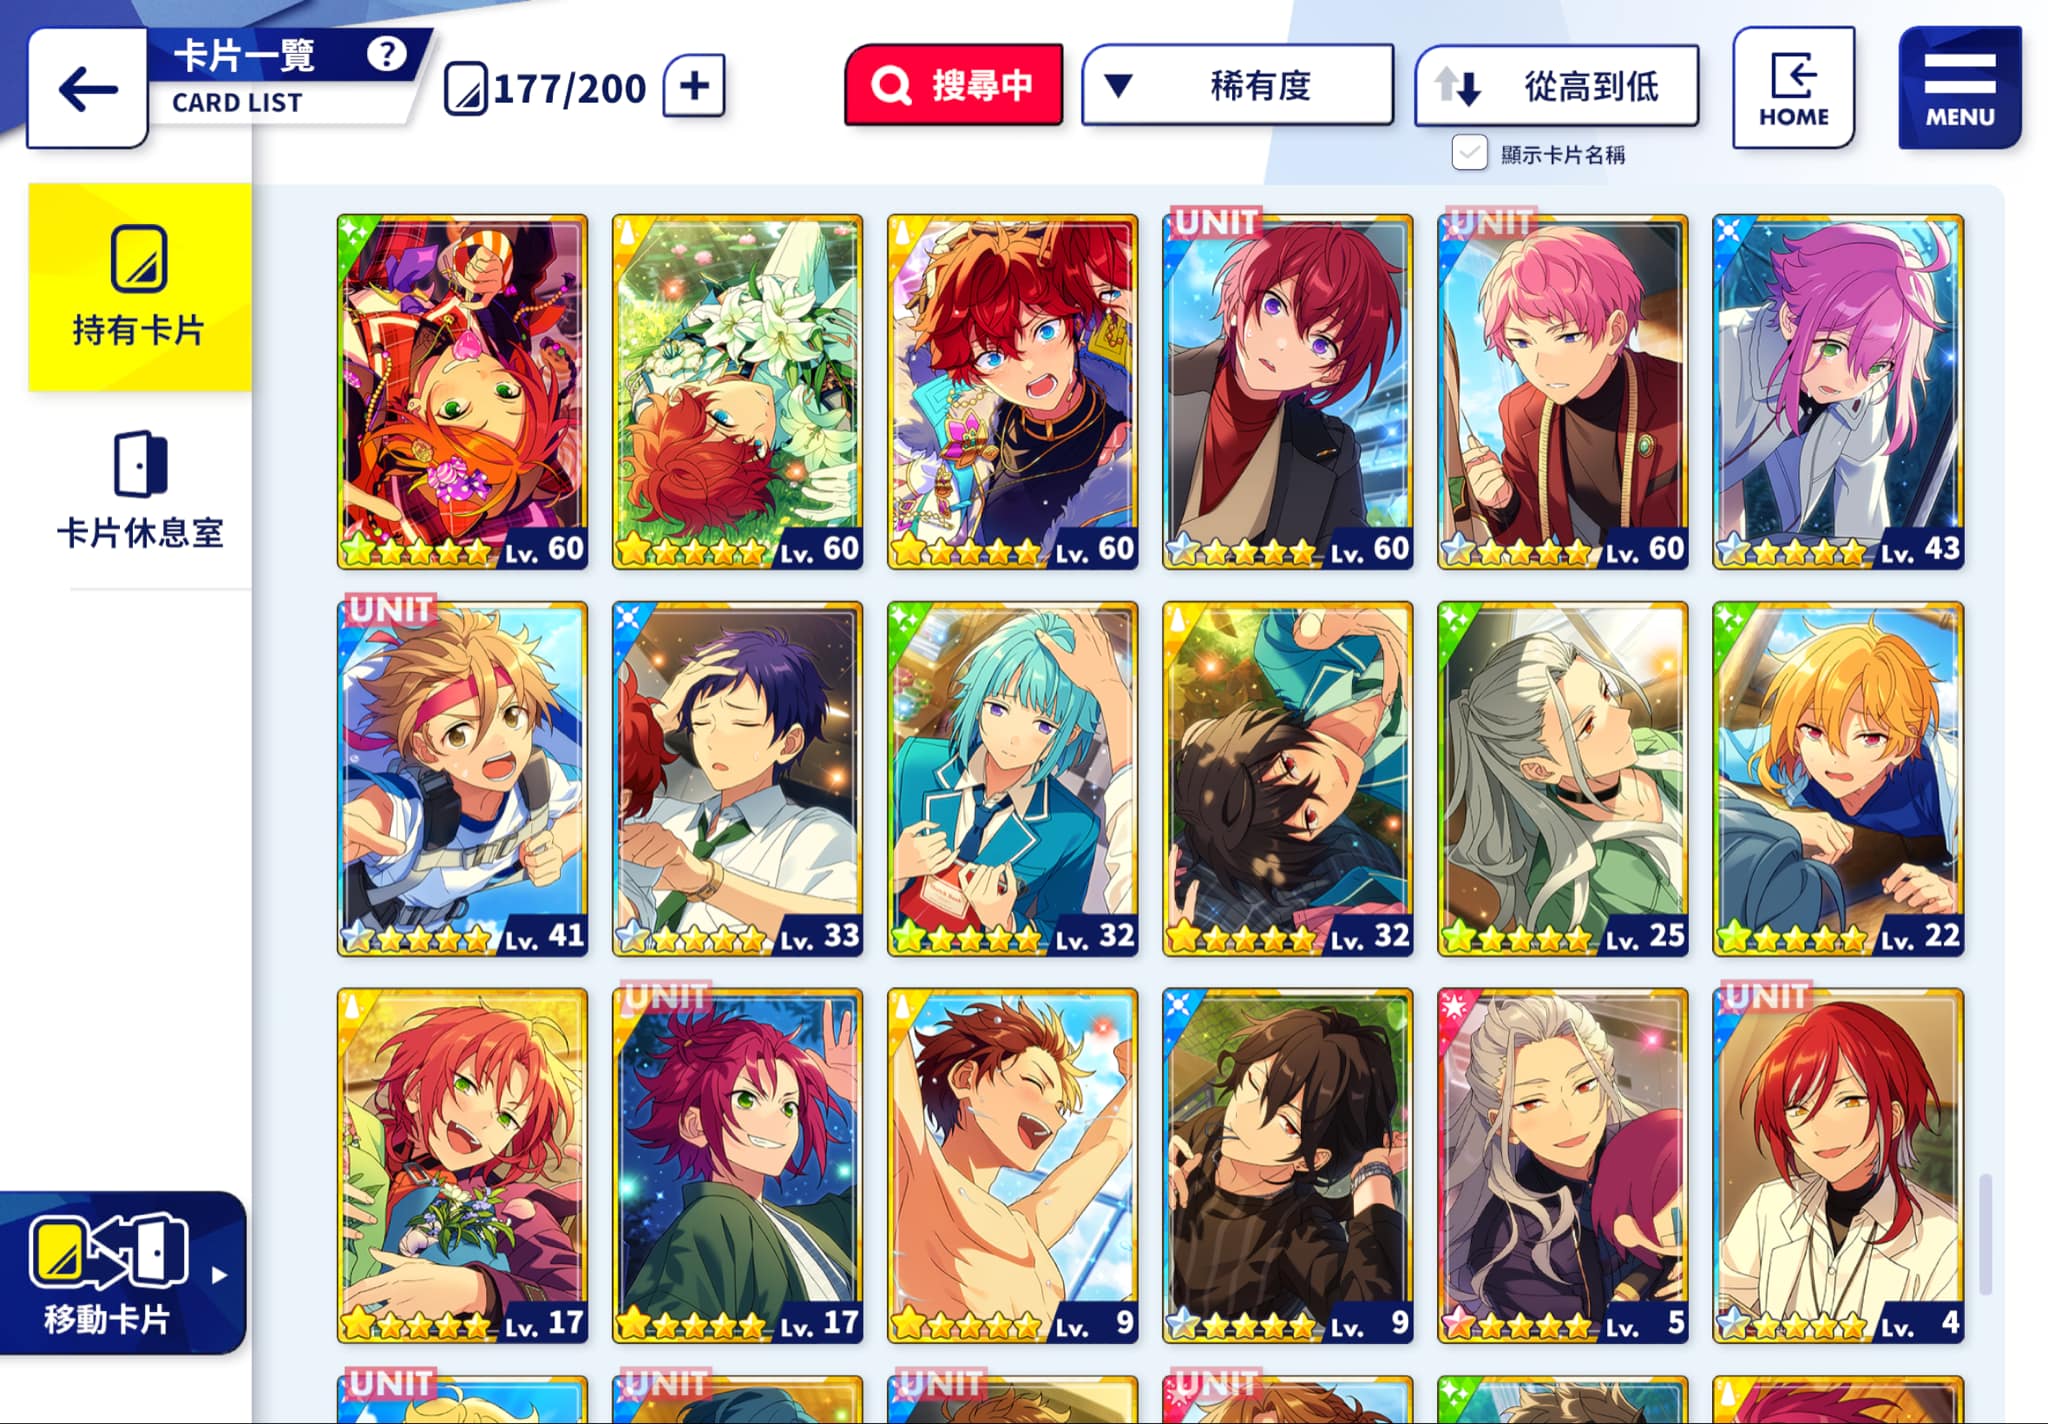 卡片一覽 ?
CARD LIST
177/200 +
搜尋中
稀有度
從高到低
顯示卡片名稱
HOME
MENU
持有卡片
卡片休息室
移動卡片
Lv. 60
Lv. 60
Lv. 60
UNIT
Lv. 60
UNIT
Lv. 60
Lv. 43
UNIT
Lv. 41
Lv. 33
Lv. 32
Lv. 32
Lv. 25
Lv. 22
Lv. 17
UNIT
Lv. 17
Lv. 9
Lv. 9
Lv. 5
UNIT
Lv. 4
UNIT
UNIT
UNIT
UNIT